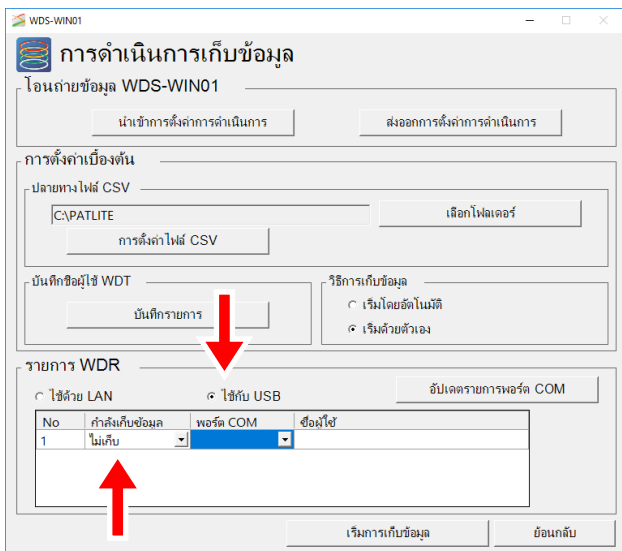 WDS-WIN01
การดำเนินการเก็บข้อมูล
โอนถ่ายข้อมูล WDS-WIN01
นำเข้าการตั้งค่าการดำเนินการ ส่งออกการตั้งค่าการดำเนินการ
การตั้งค่าเบื้องต้น
ปลายทางไฟล์ CSV
C:\PATLITE เลือกโฟลเดอร์
การตั้งค่าไฟล์ CSV
บันทึกชื่อผู้ใช้ WDT วิธีการเก็บข้อมูล
บันทึกรายการ เริ่มโดยอัตโนมัติ
เริ่มด้วยตัวเอง
รายการ WDR
ใช้ด้วย LAN ใช้กับ USB อัปเดตรายการพอร์ต COM
No กำลังเก็บข้อมูล พอร์ต COM ชื่อผู้ใช้
1 ไม่เก็บ
เริ่มการเก็บข้อมูล ย้อนกลับ